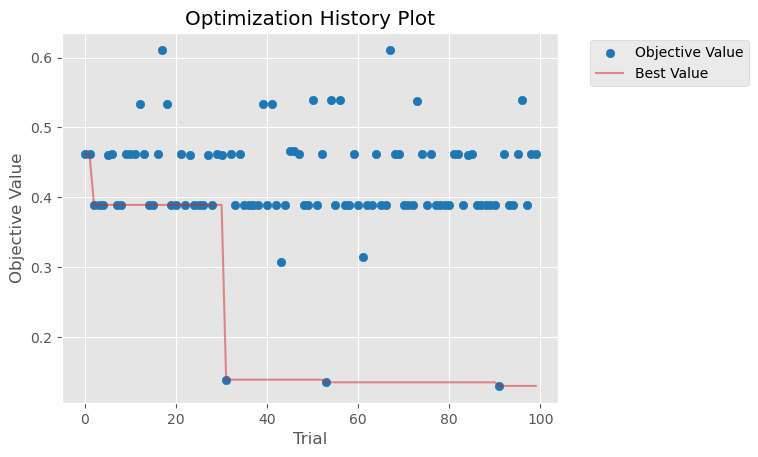 Optimization History Plot
Objective Value
Best Value
Objective Value
0.6
0.5
0.4
0.3
0.2
0
20
40
60
80
100
Trial